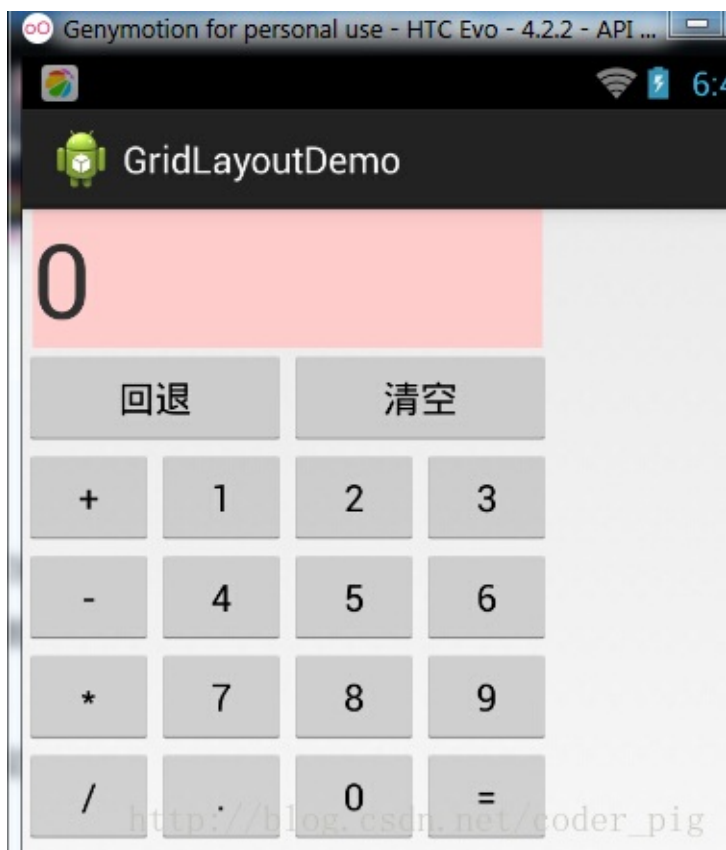 Genymotion for personal use - HTC Evo - 4.2.2 - API ...
6:4
GridLayoutDemo
0
回退 清空
+ 1 2 3
- 4 5 6
* 7 8 9
/ . 0 =
http://blog.csdn.net/coder_pig